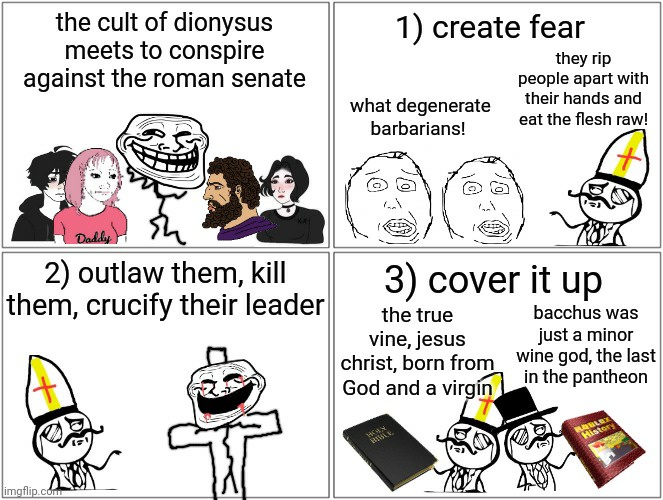 the cult of dionysus
meets to conspire
against the roman senate
Daddy
1) create fear
they rip
people apart with
their hands and
eat the flesh raw!
what degenerate
barbarians!
2) outlaw them, kill
them, crucify their leader
3) cover it up
the true
vine, jesus
christ, born from
God and a virgin
bacchus was
just a minor
wine god, the last
in the pantheon
HOLY
BIBLE
History
imgflip.com